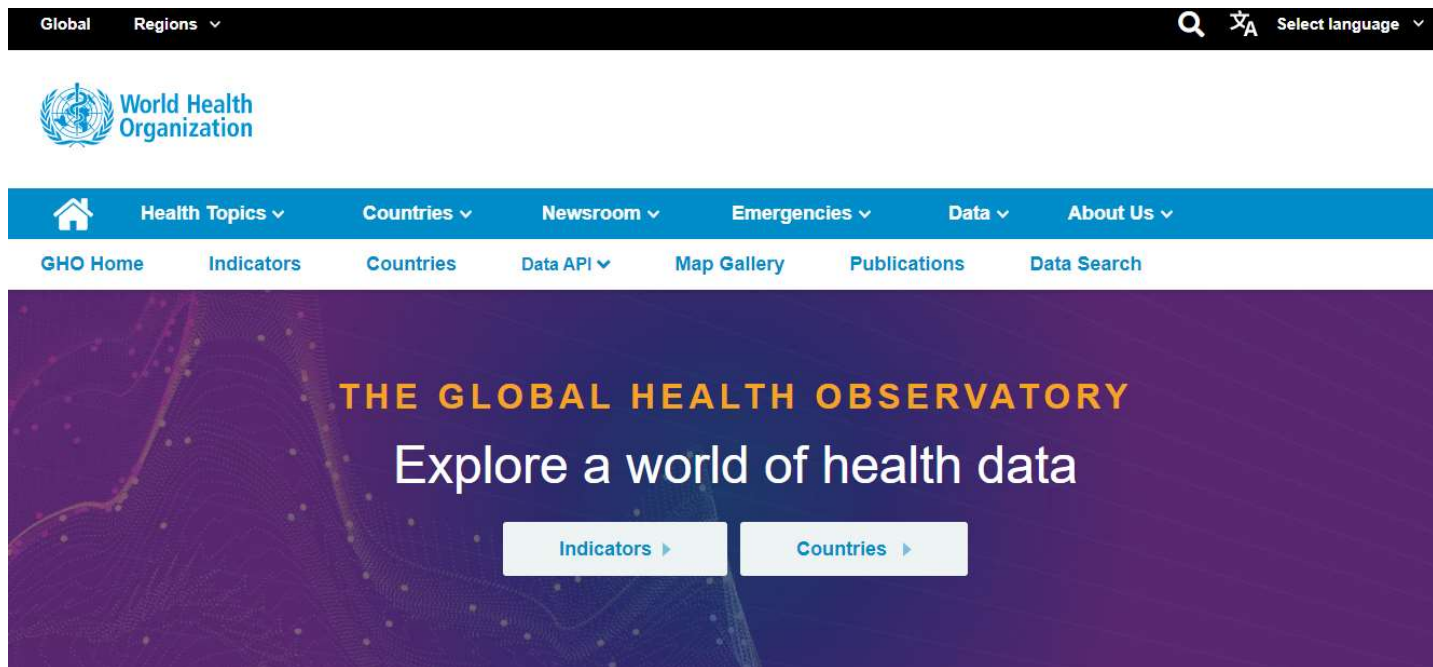 Global Regions Select language
World Health
Organization
Health Topics Countries Newsroom Emergencies Data About Us
GHO Home Indicators Countries Data API Map Gallery Publications Data Search
THE GLOBAL HEALTH OBSERVATORY
Explore a world of health data
Indicators Countries